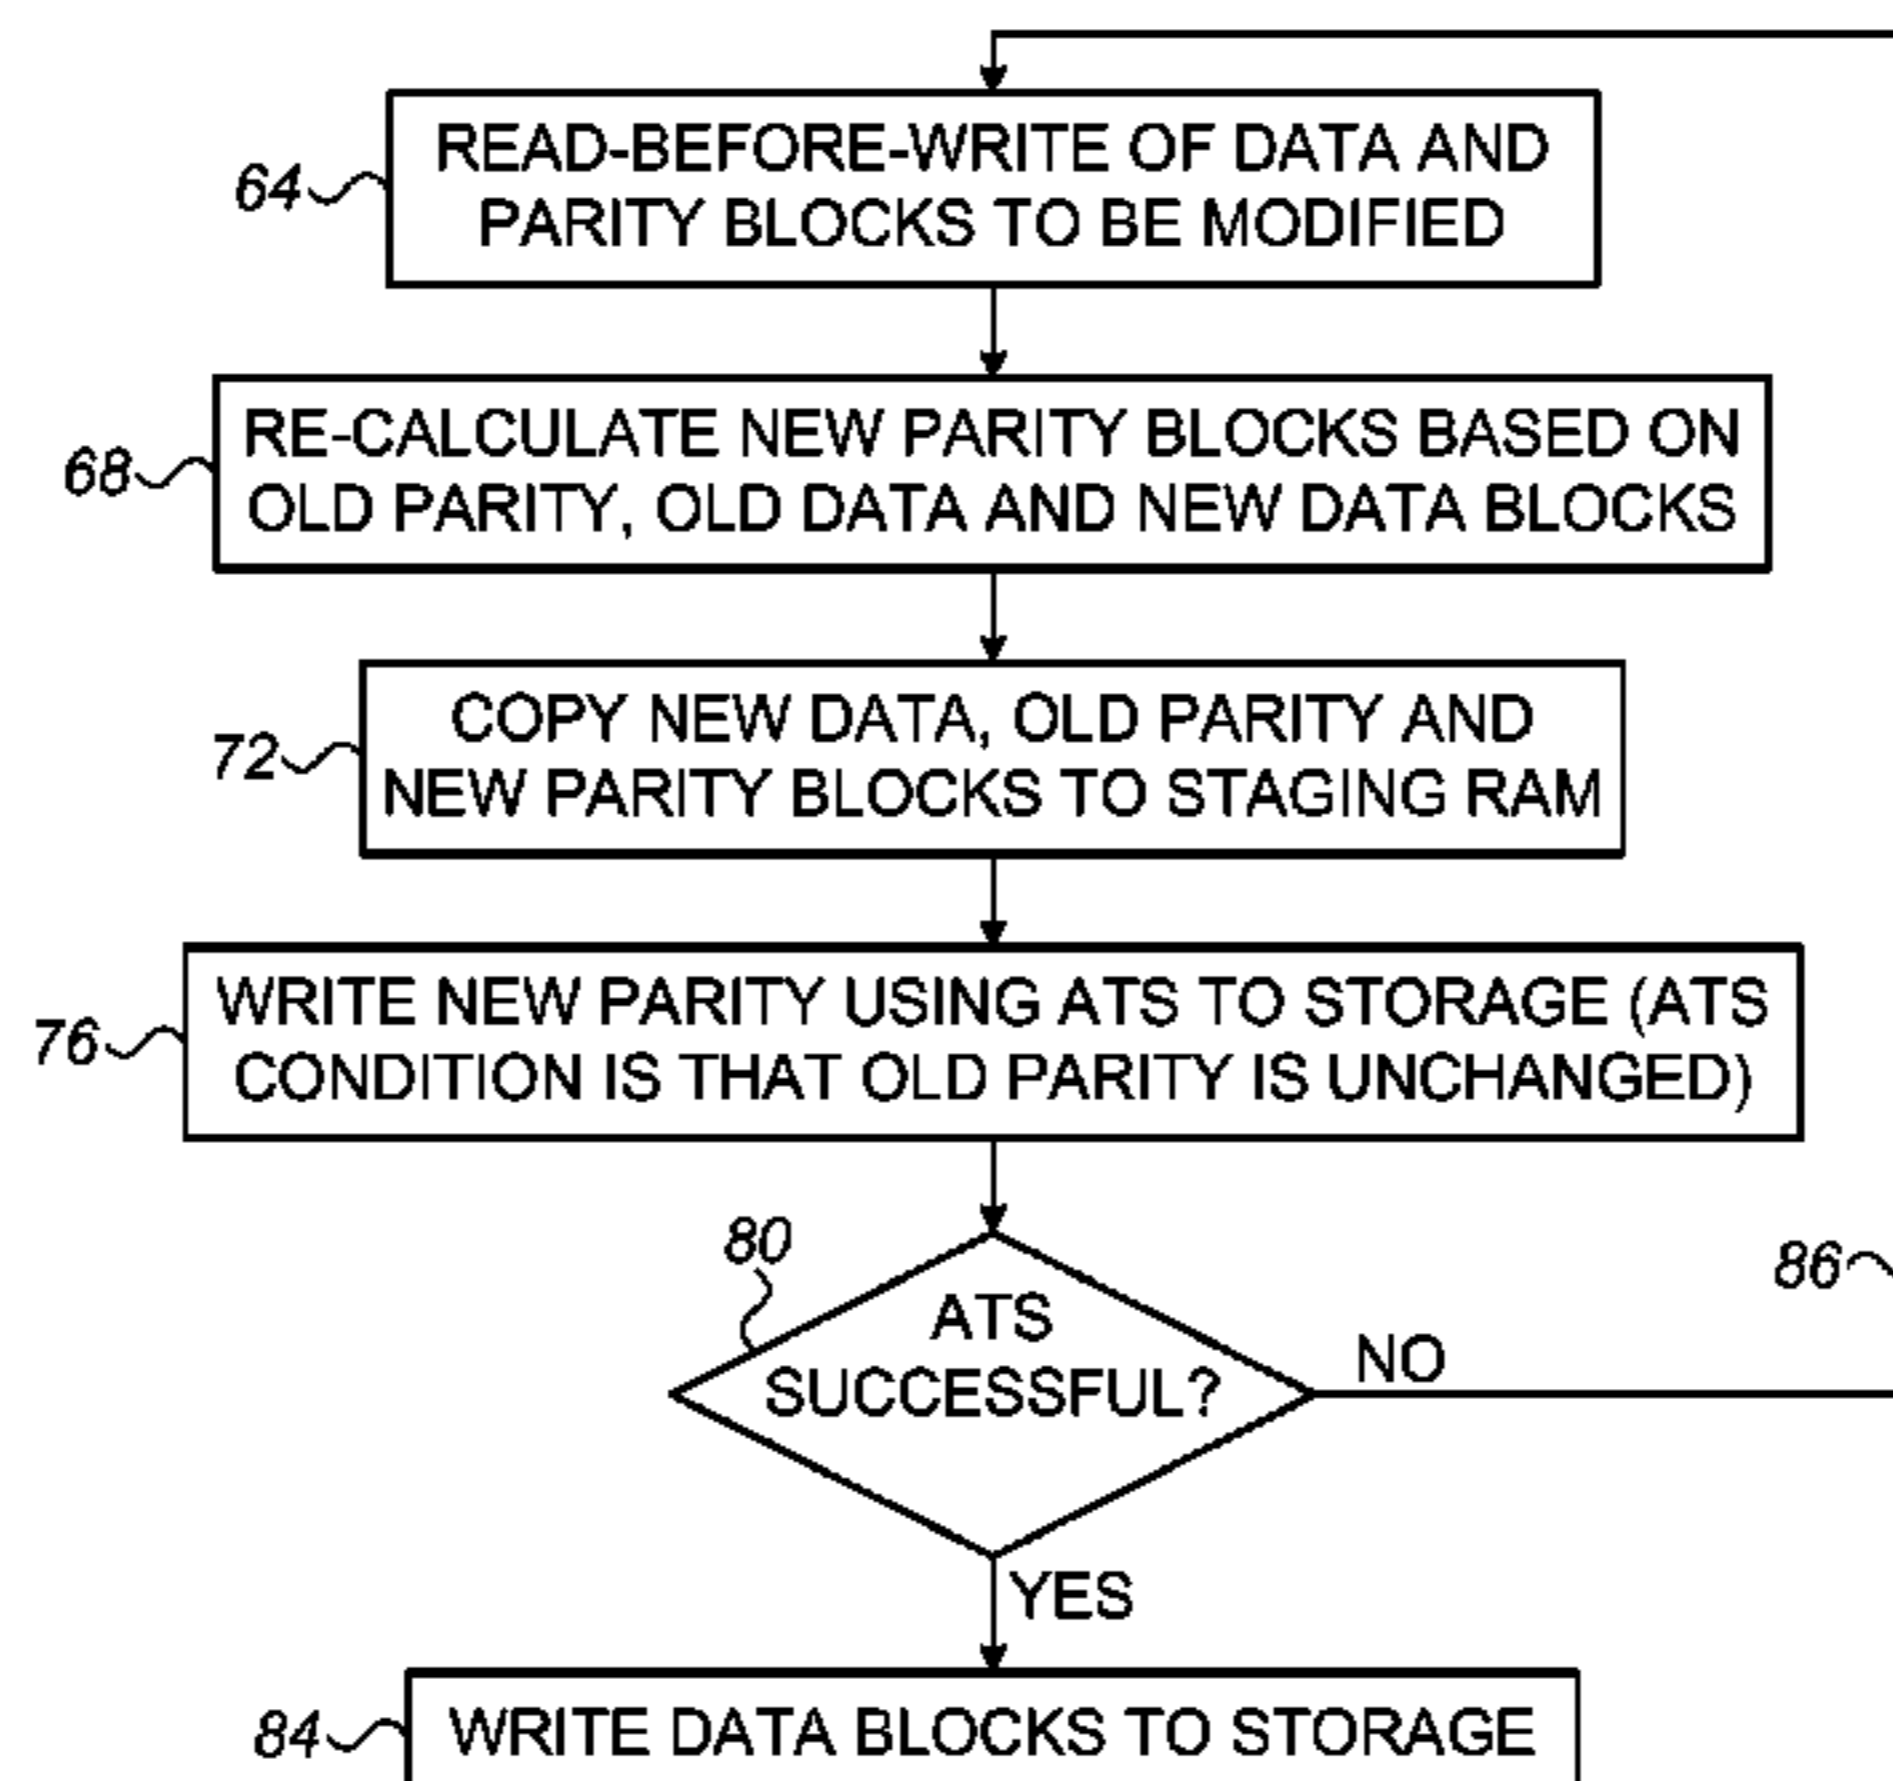 64
READ-BEFORE-WRITE OF DATA AND
PARITY BLOCKS TO BE MODIFIED
68
RE-CALCULATE NEW PARITY BLOCKS BASED ON
OLD PARITY, OLD DATA AND NEW DATA BLOCKS
72
COPY NEW DATA, OLD PARITY AND
NEW PARITY BLOCKS TO STAGING RAM
76
WRITE NEW PARITY USING ATS TO STORAGE (ATS
CONDITION IS THAT OLD PARITY IS UNCHANGED)
80
ATS
SUCCESSFUL?
NO
86
YES
84
WRITE DATA BLOCKS TO STORAGE